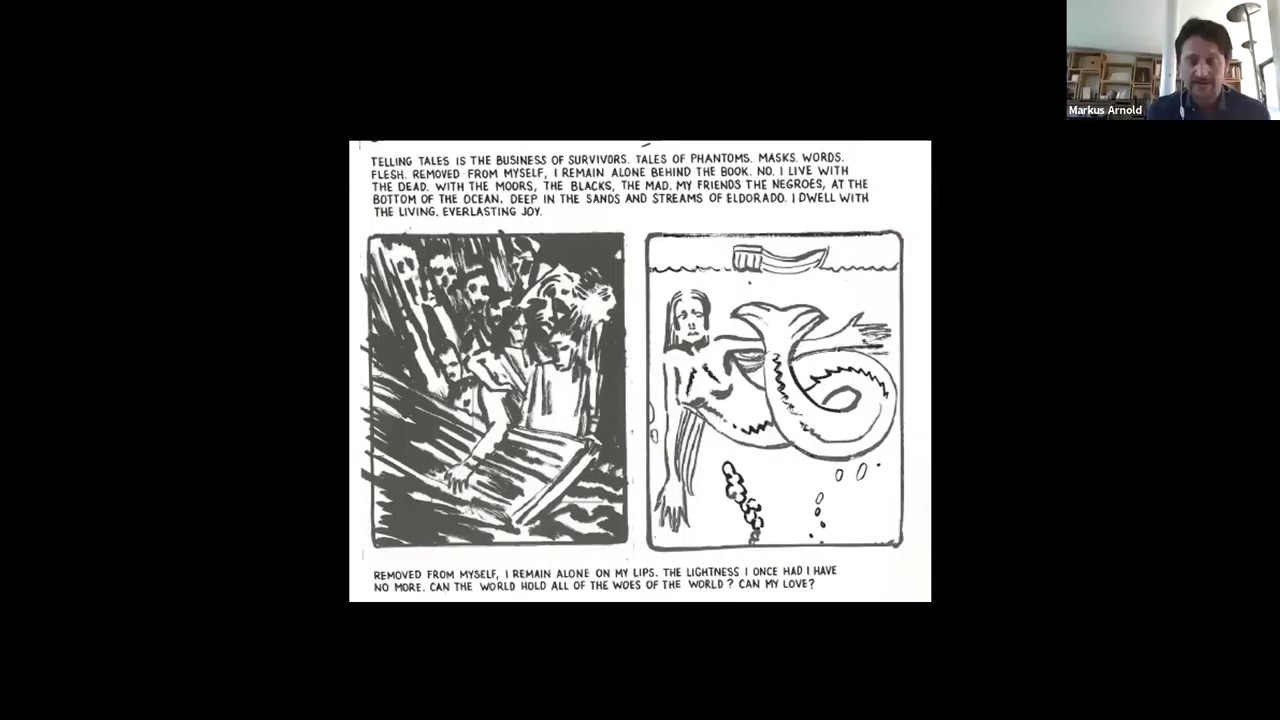 Markus Arnold
TELLING TALES IS THE BUSINESS OF SURVIVORS. TALES OF PHANTOMS. MASKS. WORDS.
FLESH. REMOVED FROM MYSELF, I REMAIN ALONE BEHIND THE BOOK. NO. I LIVE WITH
THE DEAD. WITH THE MOORS, THE BLACKS, THE MAD. MY FRIENDS THE NEGROES, AT THE
BOTTOM OF THE OCEAN. DEEP IN THE SANDS AND STREAMS OF ELDORADO. I DWELL WITH
THE LIVING. EVERLASTING JOY.
REMOVED FROM MYSELF, I REMAIN ALONE ON MY LIPS. THE LIGHTNESS I ONCE HAD I HAVE
NO MORE. CAN THE WORLD HOLD ALL OF THE WOES OF THE WORLD? CAN MY LOVE?